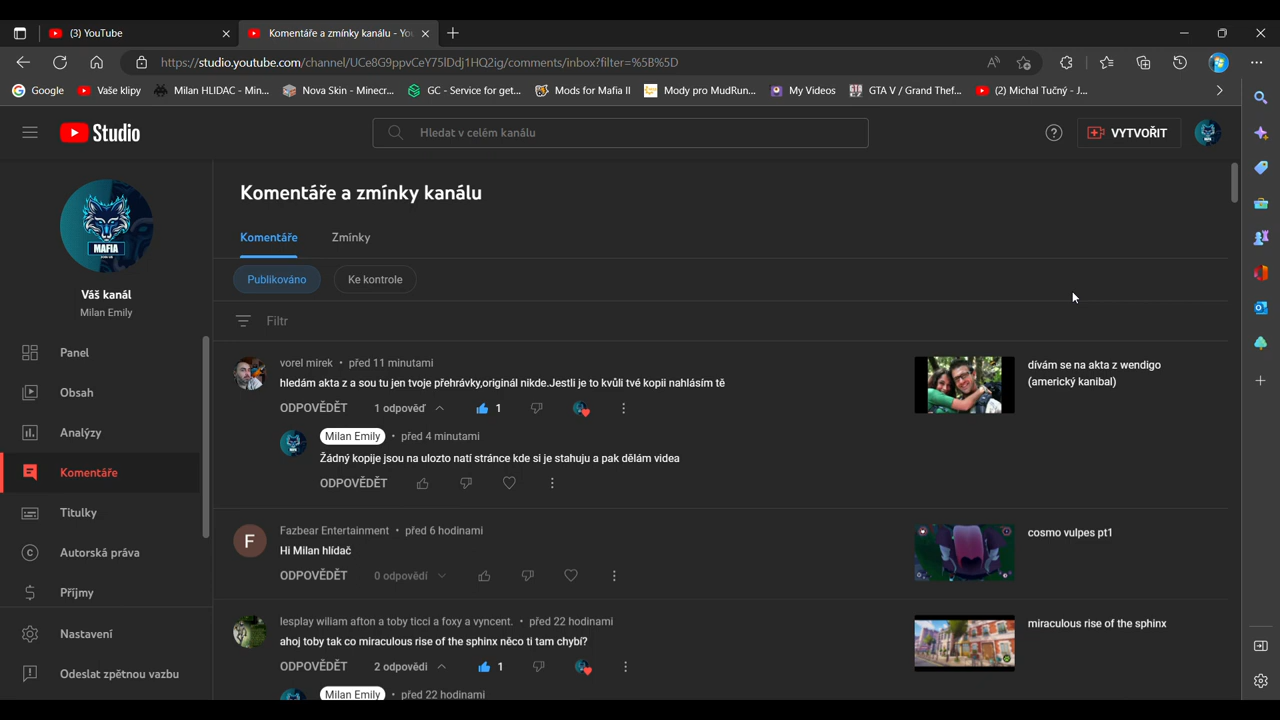 (3) YouTube
Komentáře a zmínky kanálu - Yo
https://studio.youtube.com/channel/UCe8G9ppvCeY75lDdj1HQ2ig/comments/inbox?filter=%5B%5D
Google
Vaše klipy
Milan HLIDAC - Min...
Nova Skin - Minecr...
GC - Service for get...
Mods for Mafia II
Mody pro MudRun...
My Videos
GTA V / Grand Thef...
(2) Michal Tučný - J...
Studio
Hledat v celém kanálu
VYTVOŘIT
MAFIA
Váš kanál
Milan Emily
Panel
Obsah
Analýzy
Komentáře
Titulky
Autorská práva
Příjmy
Nastavení
Odeslat zpětnou vazbu
Komentáře a zmínky kanálu
Komentáře
Zmínky
Publikováno
Ke kontrole
Filtr
vorel mirek • před 11 minutami
hledám akta z a sou tu jen tvoje přehrávky,originál nikde.Jestli je to kvůli tvé kopii nahlásím tě
ODPOVĚDĚT 1 odpověď 1
dívám se na akta z wendigo
(americký kanibal)
Milan Emily • před 4 minutami
Žádný kopije jsou na ulozto natí stránce kde si je stahuju a pak dělám videa
ODPOVĚDĚT
F
Fazbear Entertainment • před 6 hodinami
Hi Milan hlídač
ODPOVĚDĚT 0 odpovědí
cosmo vulpes pt1
lesplay wiliam afton a toby ticci a foxy a vyncent. • před 22 hodinami
ahoj toby tak co miraculous rise of the sphinx něco ti tam chybí?
ODPOVĚDĚT 2 odpovědi 1
miraculous rise of the sphinx
Milan Emily • před 22 hodinami